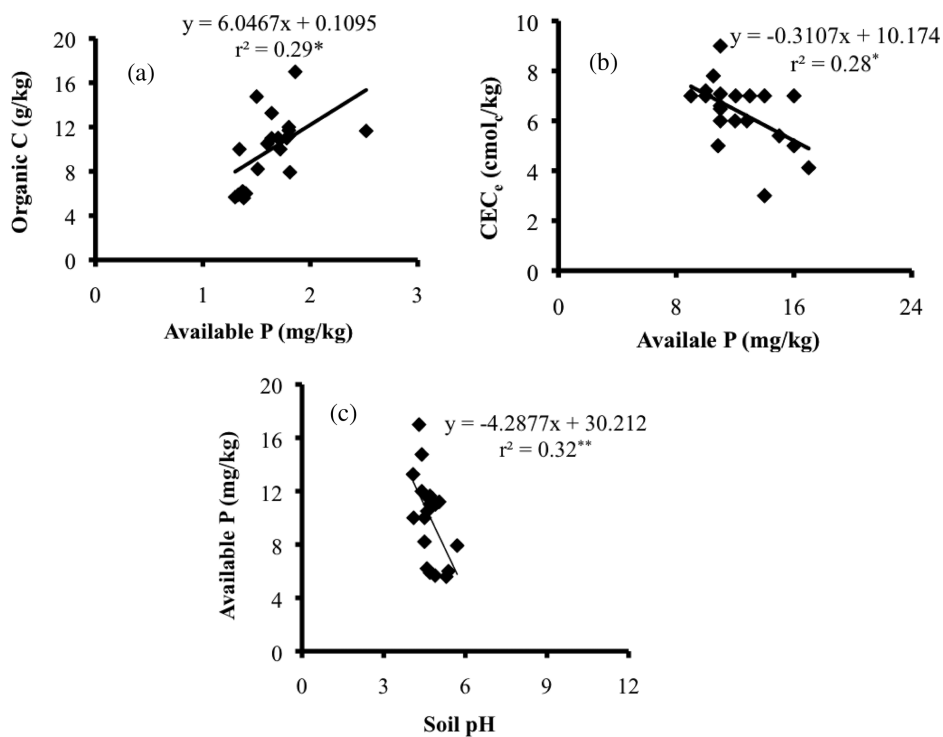 y = 6.0467x + 0.1095
r² = 0.29*
(a)
20
16
12
8
4
0
Organic C (g/kg)
0 1 2 3
Available P (mg/kg)
y = -0.3107x + 10.174
r² = 0.28*
(b)
10
8
6
4
2
0
CECe (cmolc/kg)
0 8 16 24
Availale P (mg/kg)
(c)
y = -4.2877x + 30.212
r² = 0.32**
20
16
12
8
4
0
Available P (mg/kg)
0 3 6 9 12
Soil pH